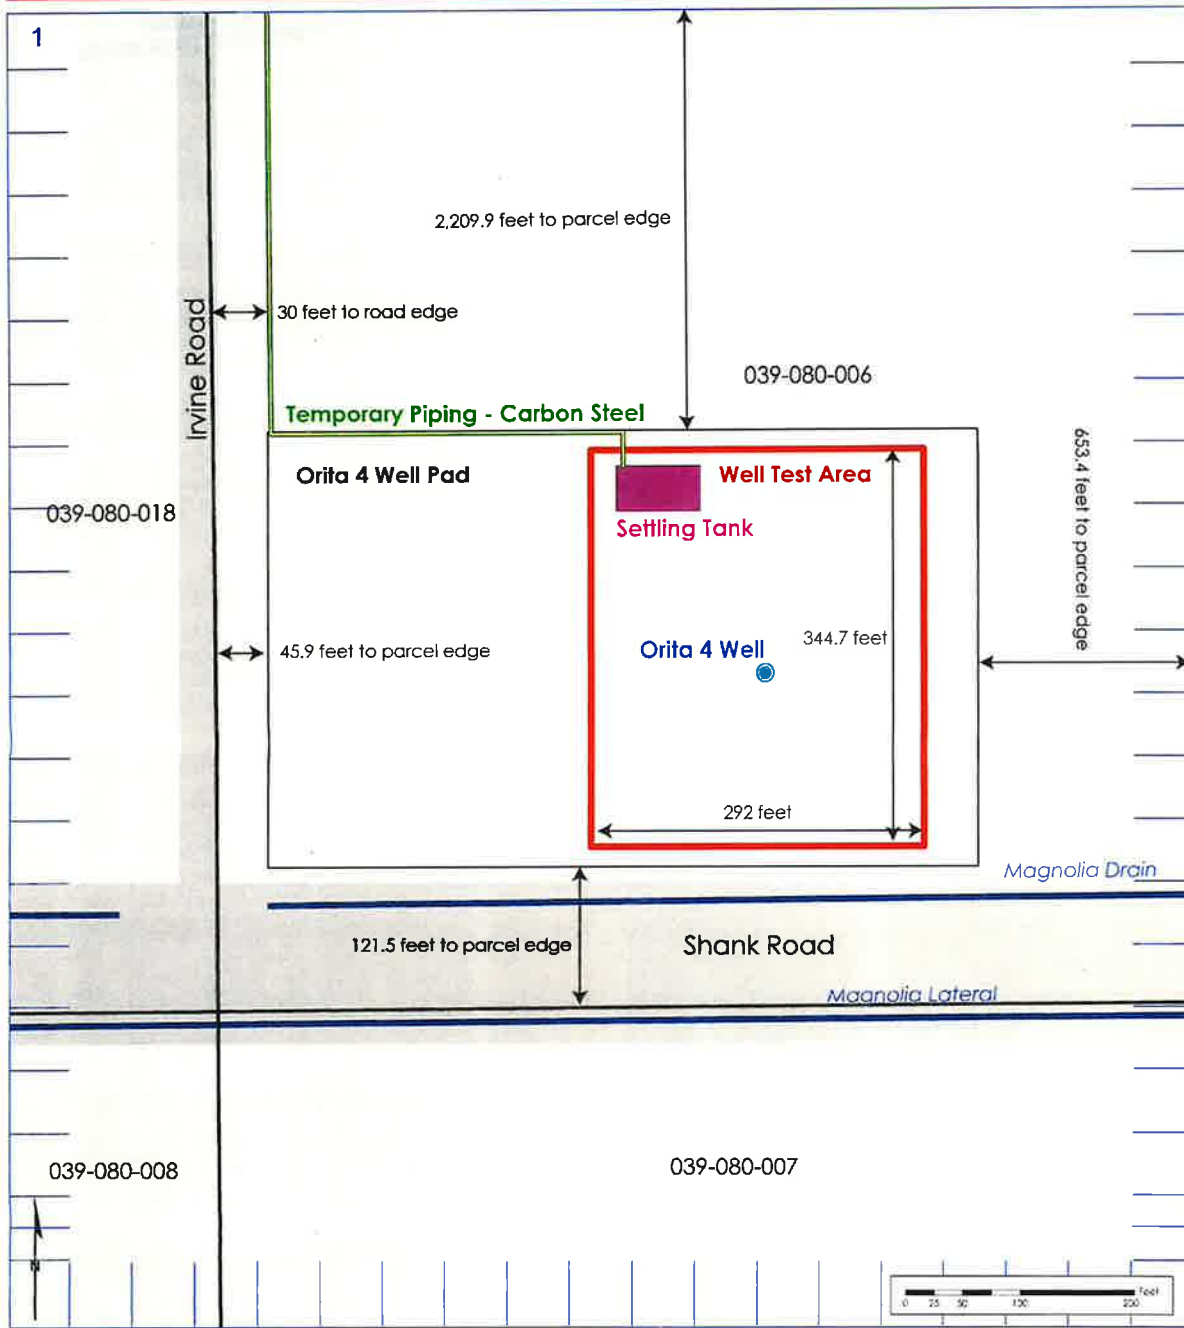 1
2,209.9 feet to parcel edge
30 feet to road edge
Irvine Road
039-080-006
Temporary Piping - Carbon Steel
Orita 4 Well Pad
Well Test Area
039-080-018
Settling Tank
653.4 feet to parcel edge
45.9 feet to parcel edge
Orita 4 Well
344.7 feet
292 feet
Magnolia Drain
121.5 feet to parcel edge
Shank Road
Magnolia Lateral
039-080-008
039-080-007
N
Feet
0 25 50 100 200